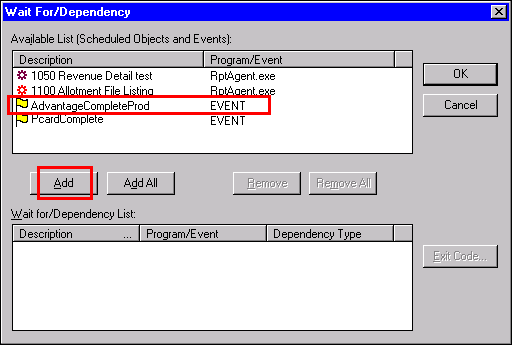 Wait For/Dependency
Available List (Scheduled Objects and Events):
Description Program/Event
1050 Revenue Detail test RptAgent.exe
1100 Allotment File Listing RptAgent.exe
AdvantageCompleteProd EVENT
PcardComplete EVENT
OK
Cancel
Add Add All Remove Remove All
Wait for/Dependency List:
Description ... Program/Event Dependency Type
Exit Code...